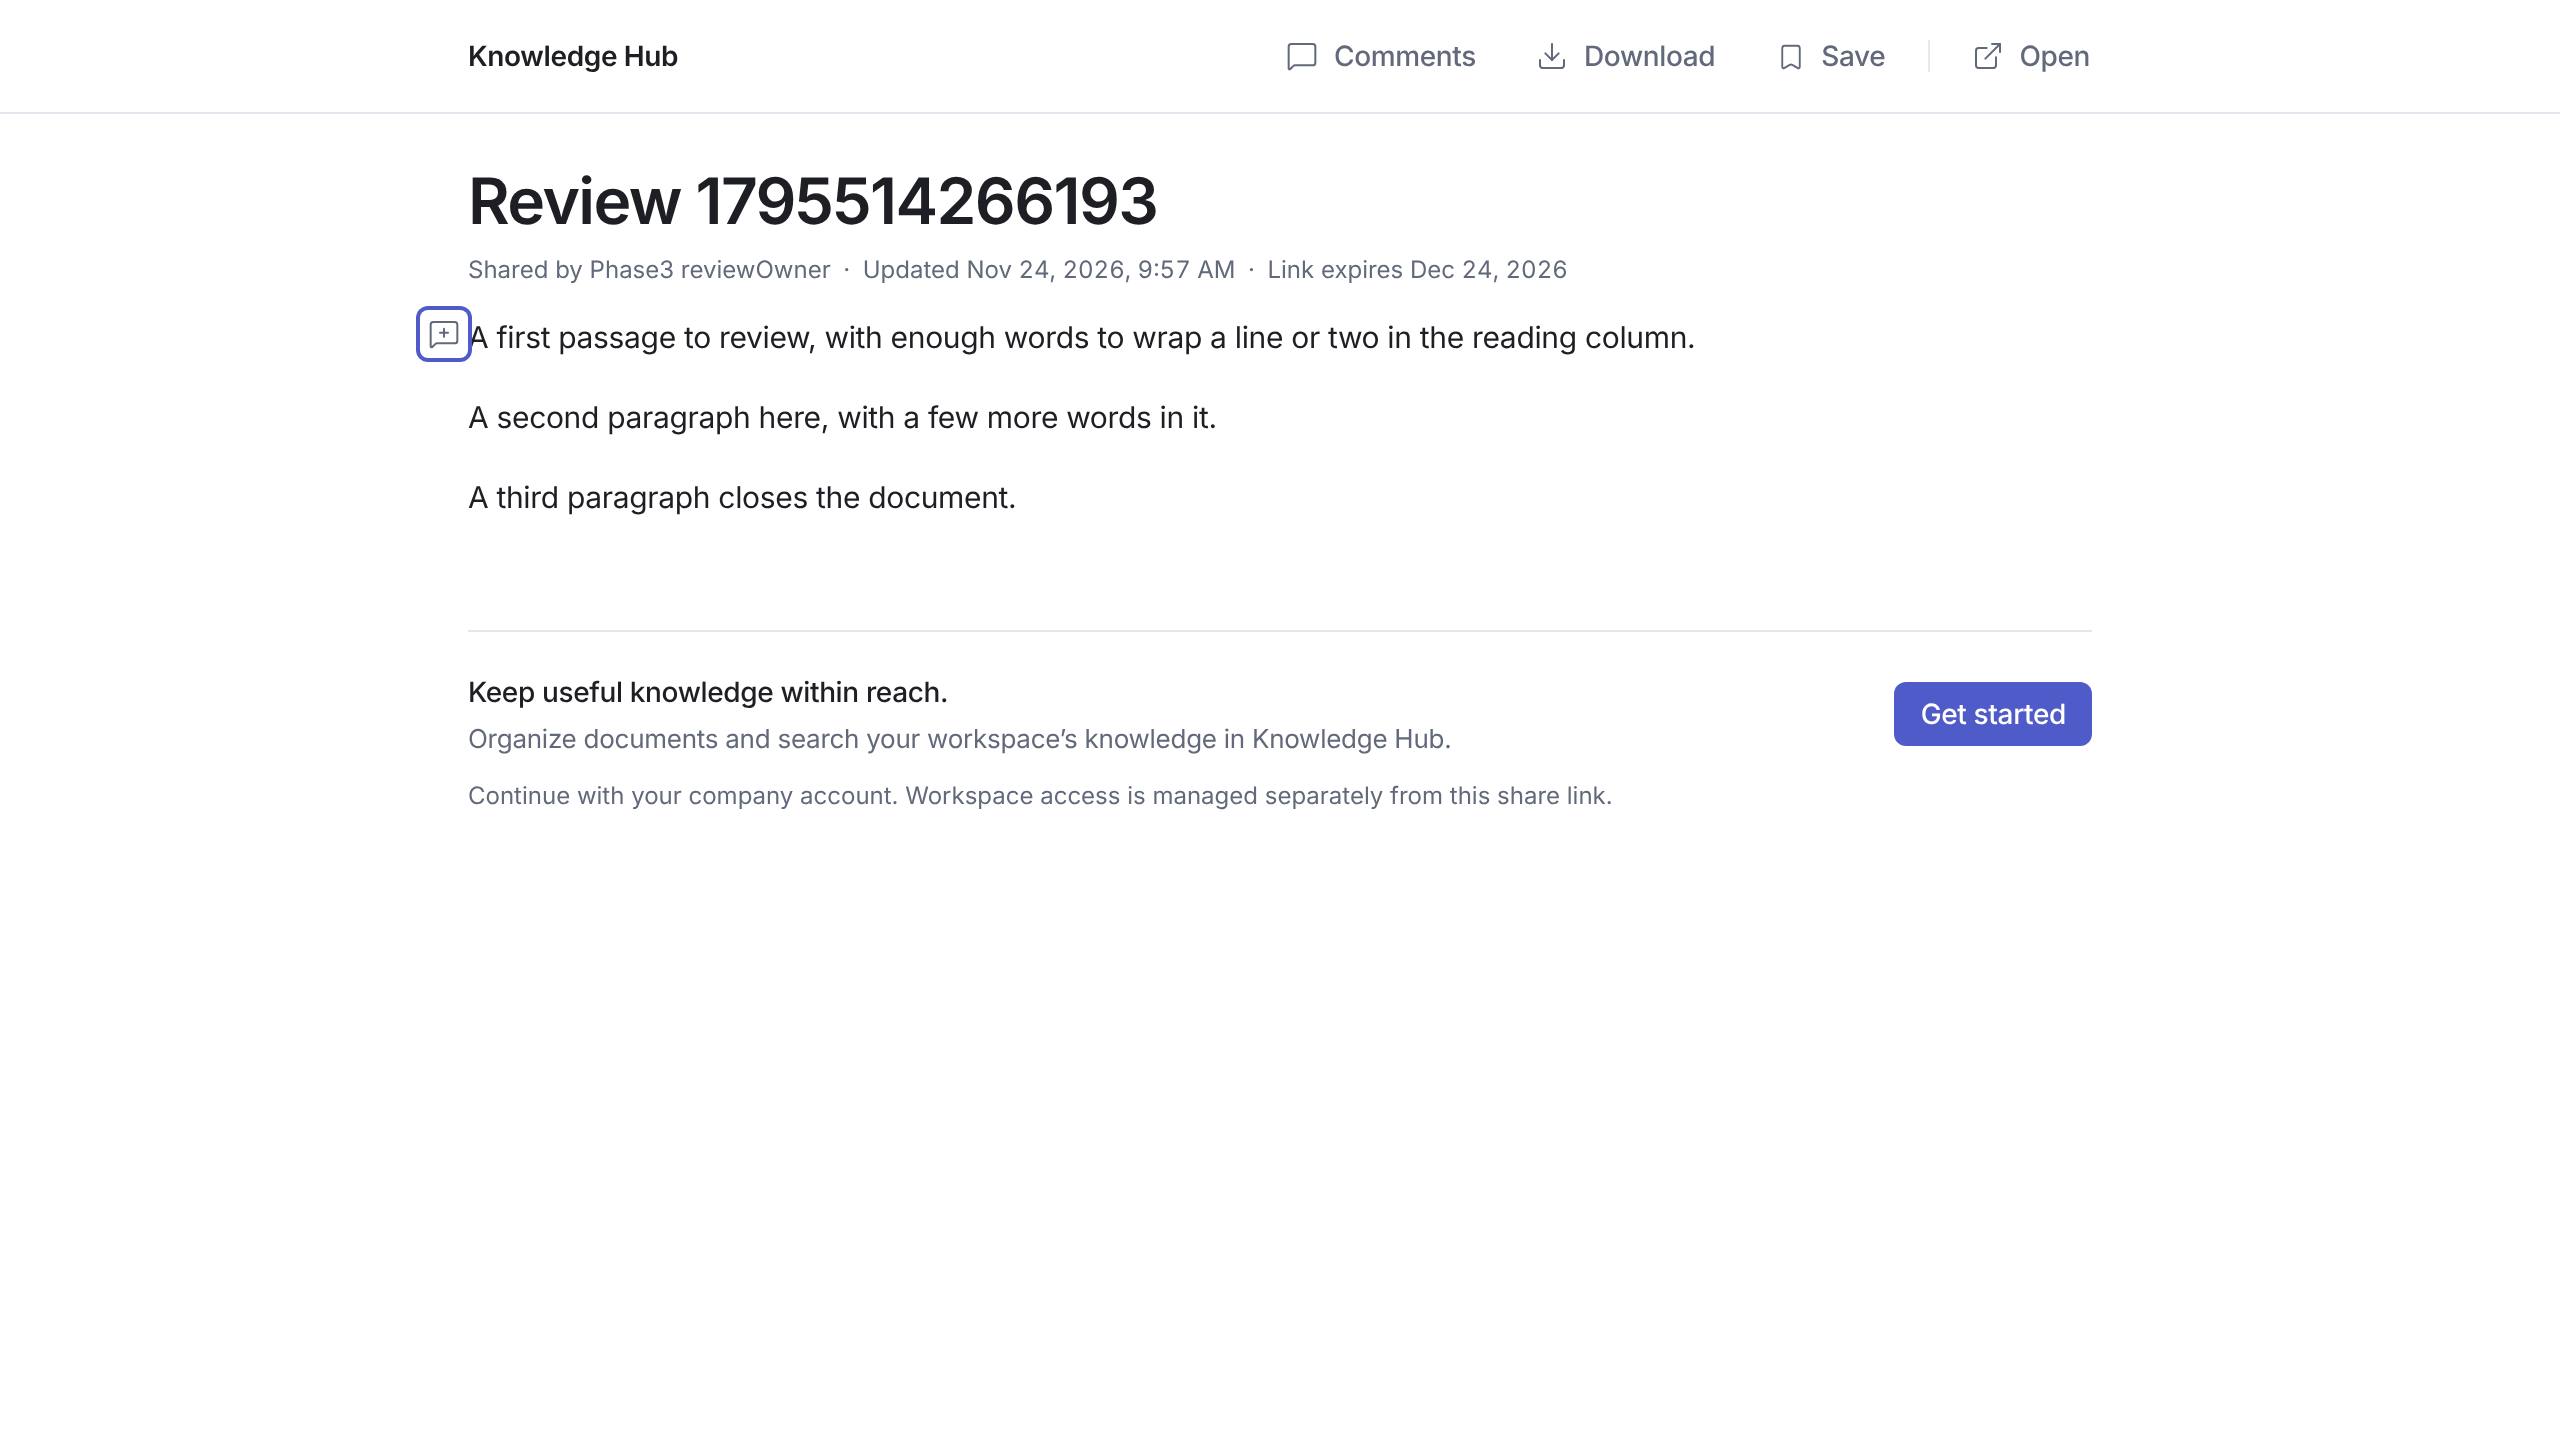 Knowledge Hub
Comments
Download
Save
Open
Review 1795514266193
Shared by Phase3 reviewOwner · Updated Nov 24, 2026, 9:57 AM · Link expires Dec 24, 2026
A first passage to review, with enough words to wrap a line or two in the reading column.
A second paragraph here, with a few more words in it.
A third paragraph closes the document.
Keep useful knowledge within reach.
Get started
Organize documents and search your workspace’s knowledge in Knowledge Hub.
Continue with your company account. Workspace access is managed separately from this share link.